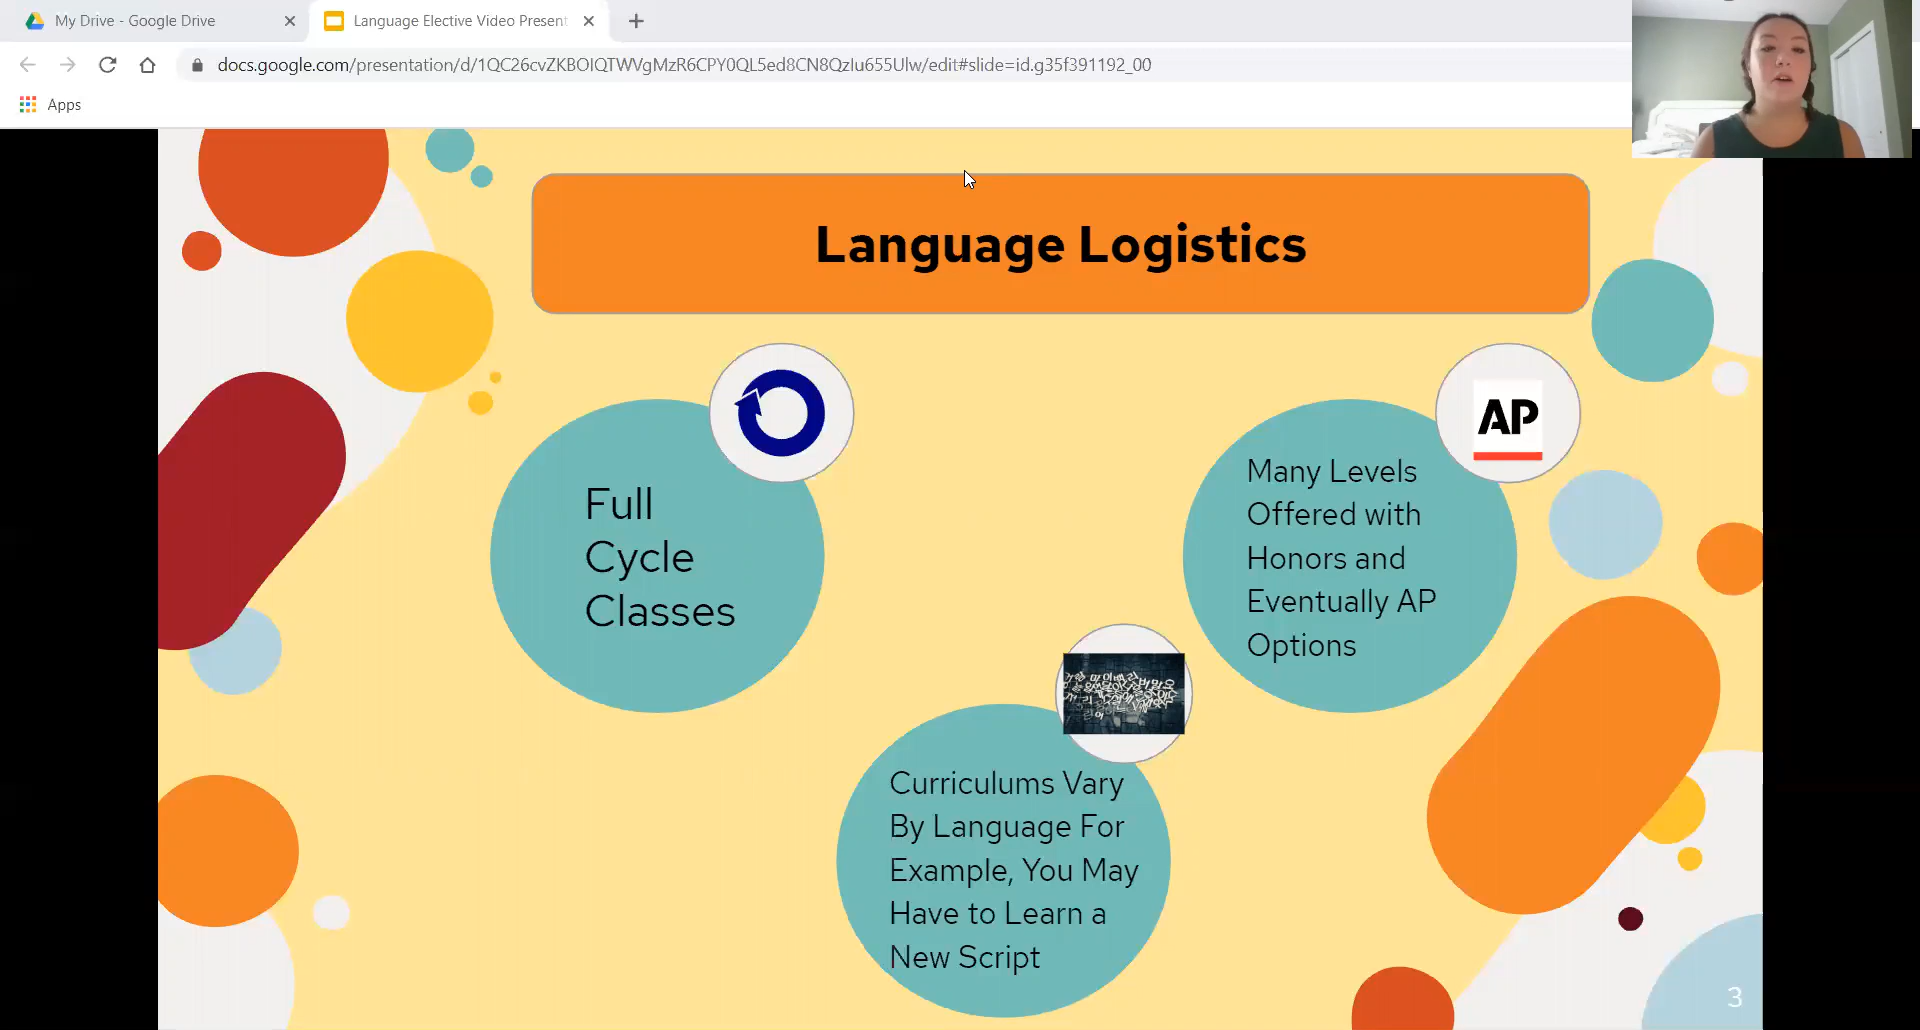 My Drive - Google Drive
Language Elective Video Present
docs.google.com/presentation/d/1QC26cvZKBOIQTWVgMzR6CPY0QL5ed8CN8QzIu655Ulw/edit#slide=id.g35f391192_00
Apps
Language Logistics
AP
Full
Cycle
Classes
Many Levels
Offered with
Honors and
Eventually AP
Options
Curriculums Vary
By Language For
Example, You May
Have to Learn a
New Script
3